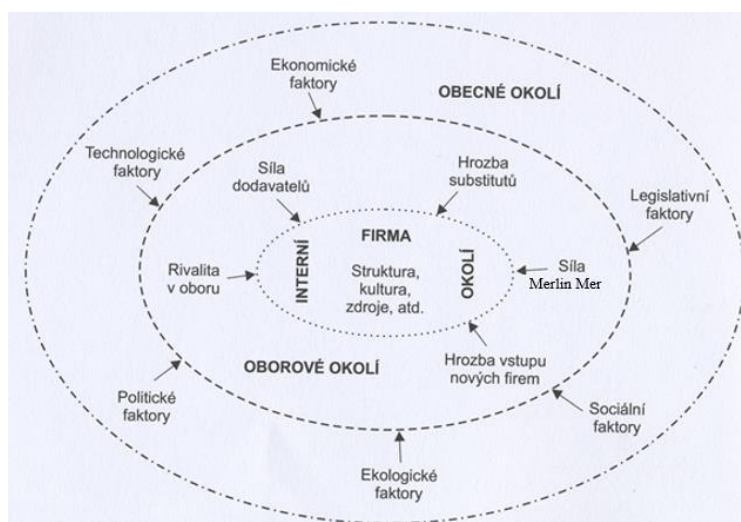 Ekonomické
faktory
OBECNÉ OKOLÍ
Technologické
faktory
Síla
dodavatelů
Hrozba
substitutů
Legislativní
faktory
FIRMA
INTERNÍ
OKOLÍ
Rivalita
v oboru
Struktura,
kultura,
zdroje, atd.
Síla
Merlin Mer
OBOROVÉ OKOLÍ
Hrozba vstupu
nových firem
Politické
faktory
Sociální
faktory
Ekologické
faktory